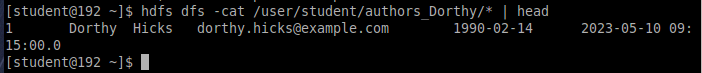 [student@192 ~]$ hdfs dfs -cat /user/student/authors_Dorthy/* | head
1       Dorthy  Hicks   dorthy.hicks@example.com        1990-02-14      2023-05-10 09:
15:00.0
[student@192 ~]$